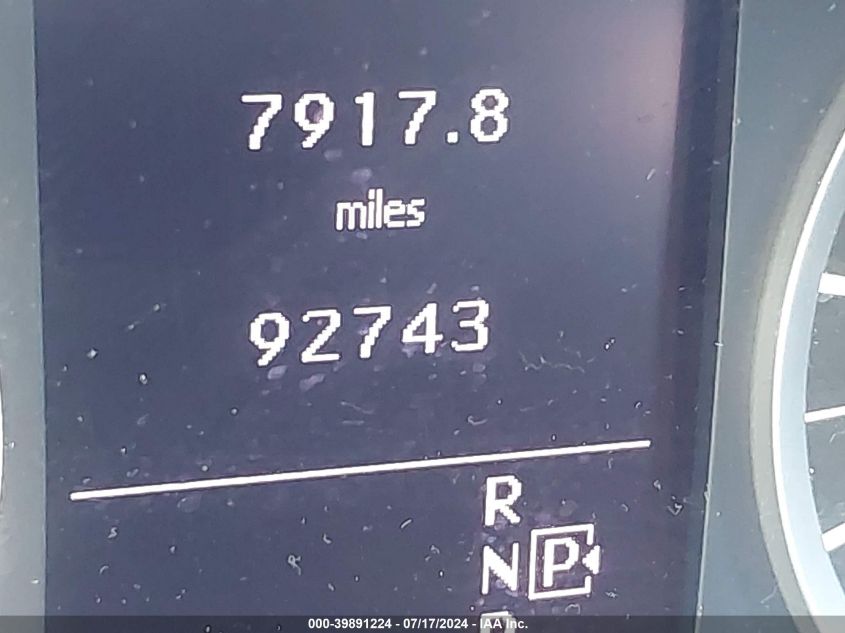 7917.8
miles
92743
R
N P
D
000-39891224 - 07/17/2024 - IAA Inc.